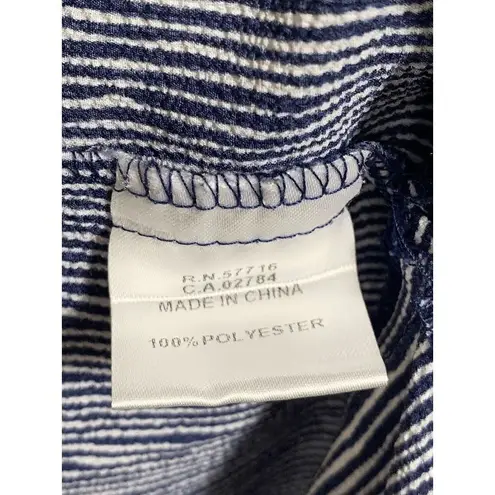 R.N.57716
C.A.02784
MADE IN CHINA
100% POLYESTER